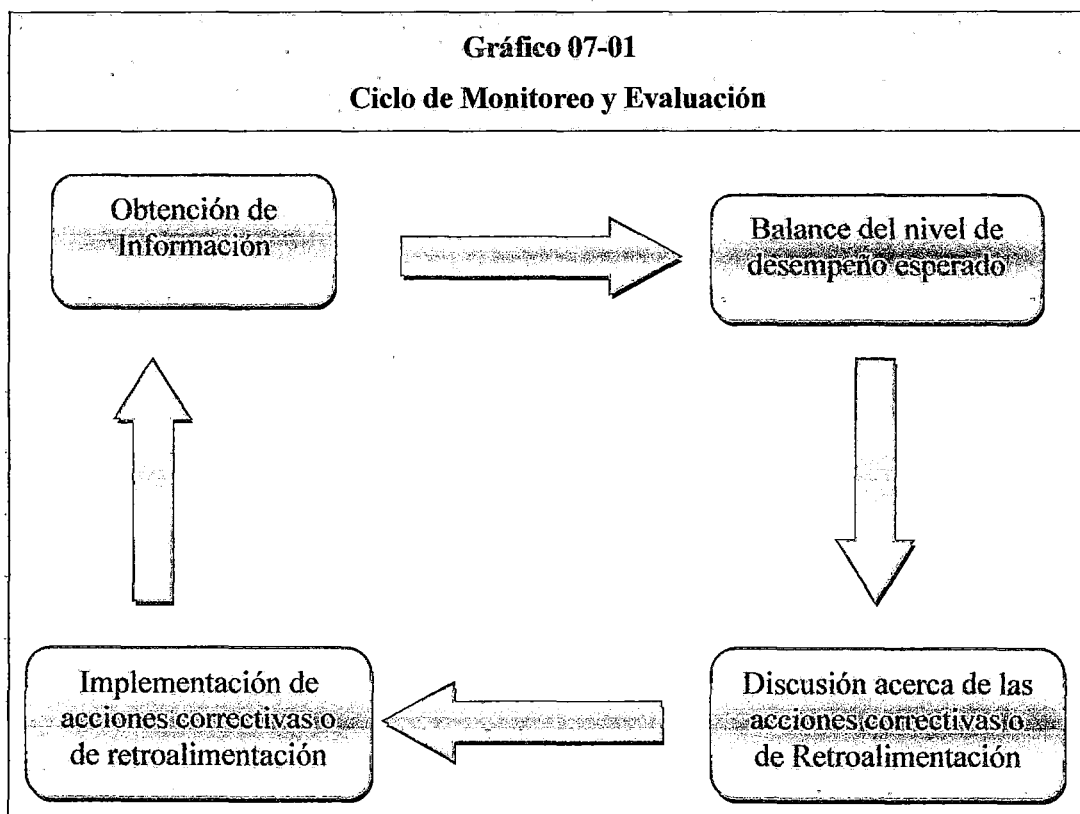 Gráfico 07-01
Ciclo de Monitoreo y Evaluación
Obtención de
Información
Balance del nivel de
desempeño esperado
Discusión acerca de las
acciones correctivas o
de Retroalimentación
Implementación de
acciones correctivas o
de retroalimentación